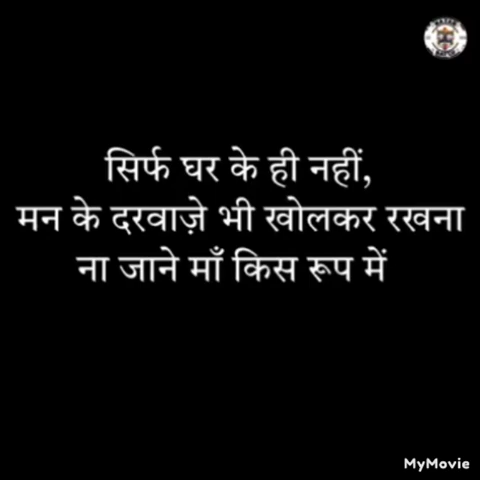 सिर्फ घर के ही नहीं,
मन के दरवाज़े भी खोलकर रखना
ना जाने माँ किस रूप में
MyMovie